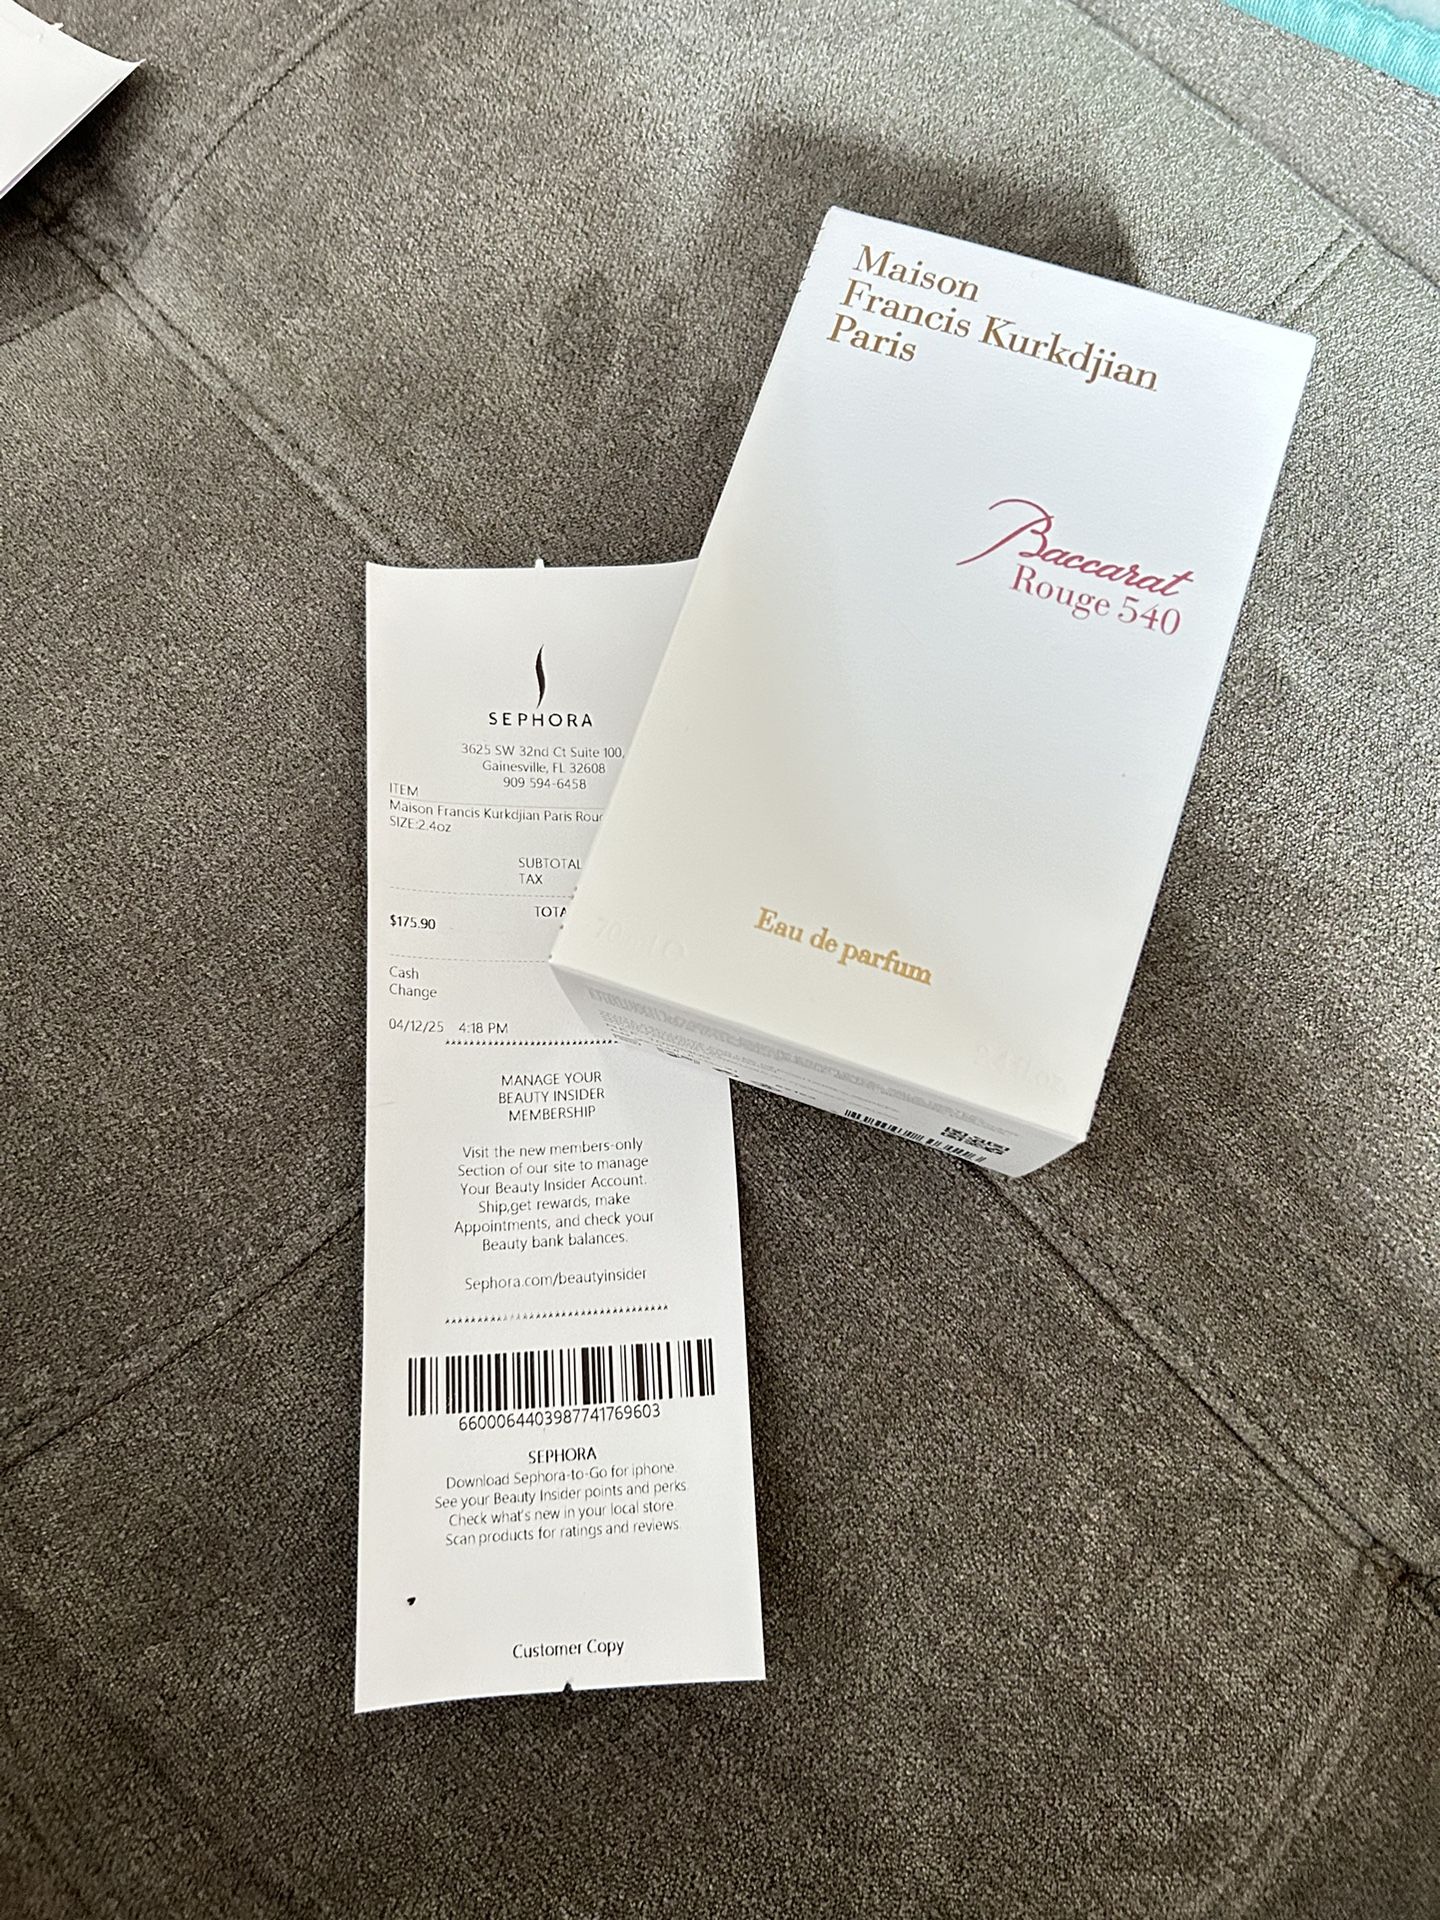 Maison
Francis Kurkdjian
Paris
Baccarat
Rouge 540
Eau de parfum
SEPHORA
3625 SW 32nd Ct Suite 100,
Gainesville, FL 32608
909 594-6458
ITEM
Maison Francis Kurkdjian Paris
SIZE:2.4oz
SUBTOTAL
TAX
$175.90
Cash
Change
04/12/25 4:18 PM
MANAGE YOUR
BEAUTY INSIDER
MEMBERSHIP
Visit the new members-only
Section of our site to manage
Your Beauty Insider Account.
Ship,get rewards, make
Appointments, and check your
Beauty bank balances.
Sephora.com/beautyinsider
6600064403987741769603
SEPHORA
Download Sephora-to-Go for iphone
See your Beauty Insider points and perks
Check what's new in your local store.
Scan products for ratings and reviews.
Customer Copy